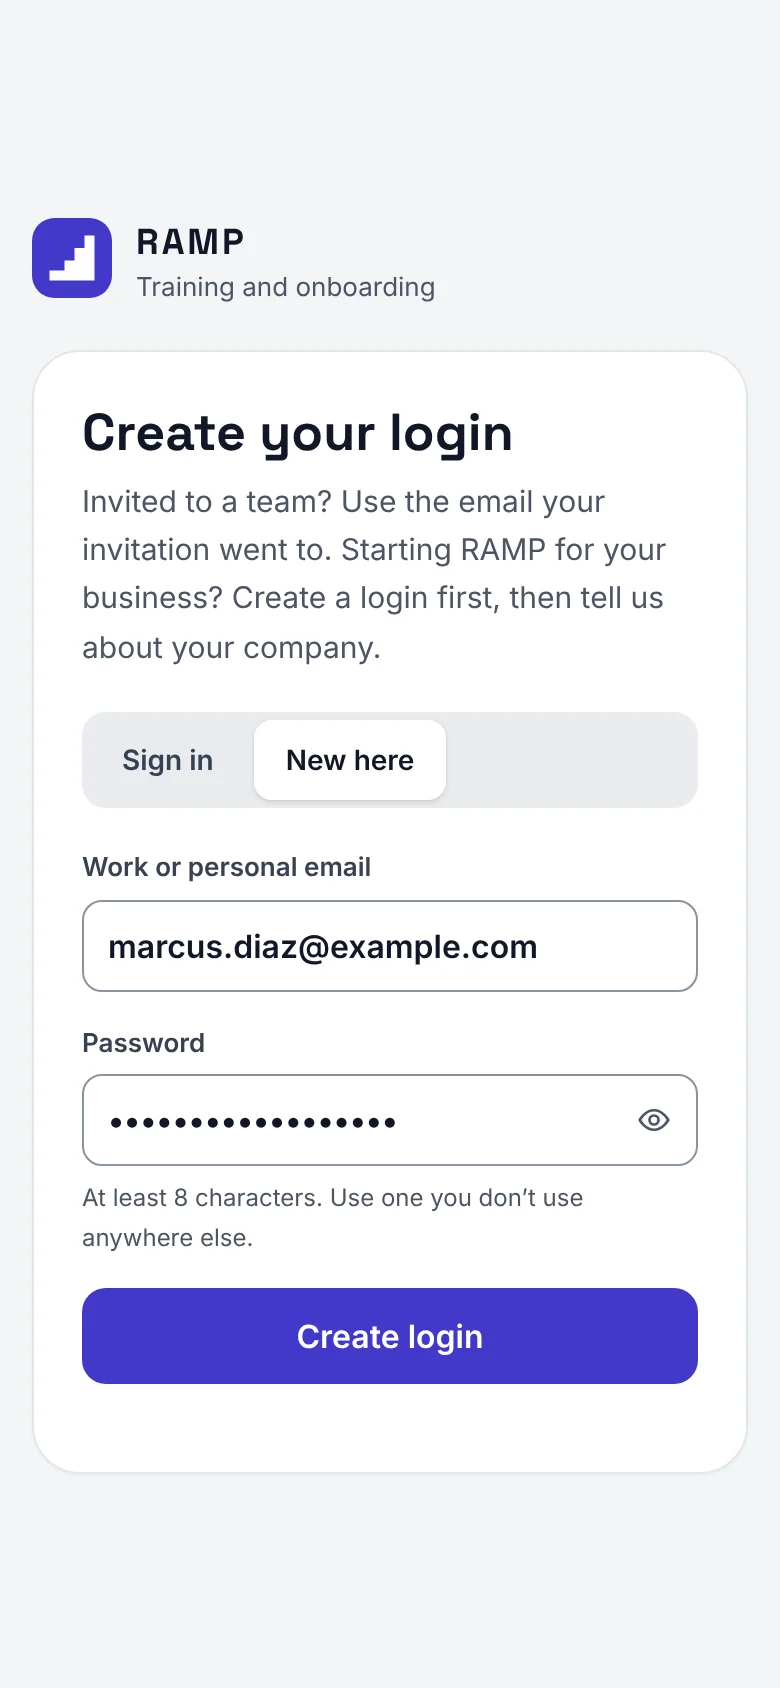 RAMP
Training and onboarding
Create your login
Invited to a team? Use the email your
invitation went to. Starting RAMP for your
business? Create a login first, then tell us
about your company.
Sign in
New here
Work or personal email
marcus.diaz@example.com
Password
••••••••••••••••••
At least 8 characters. Use one you don’t use
anywhere else.
Create login